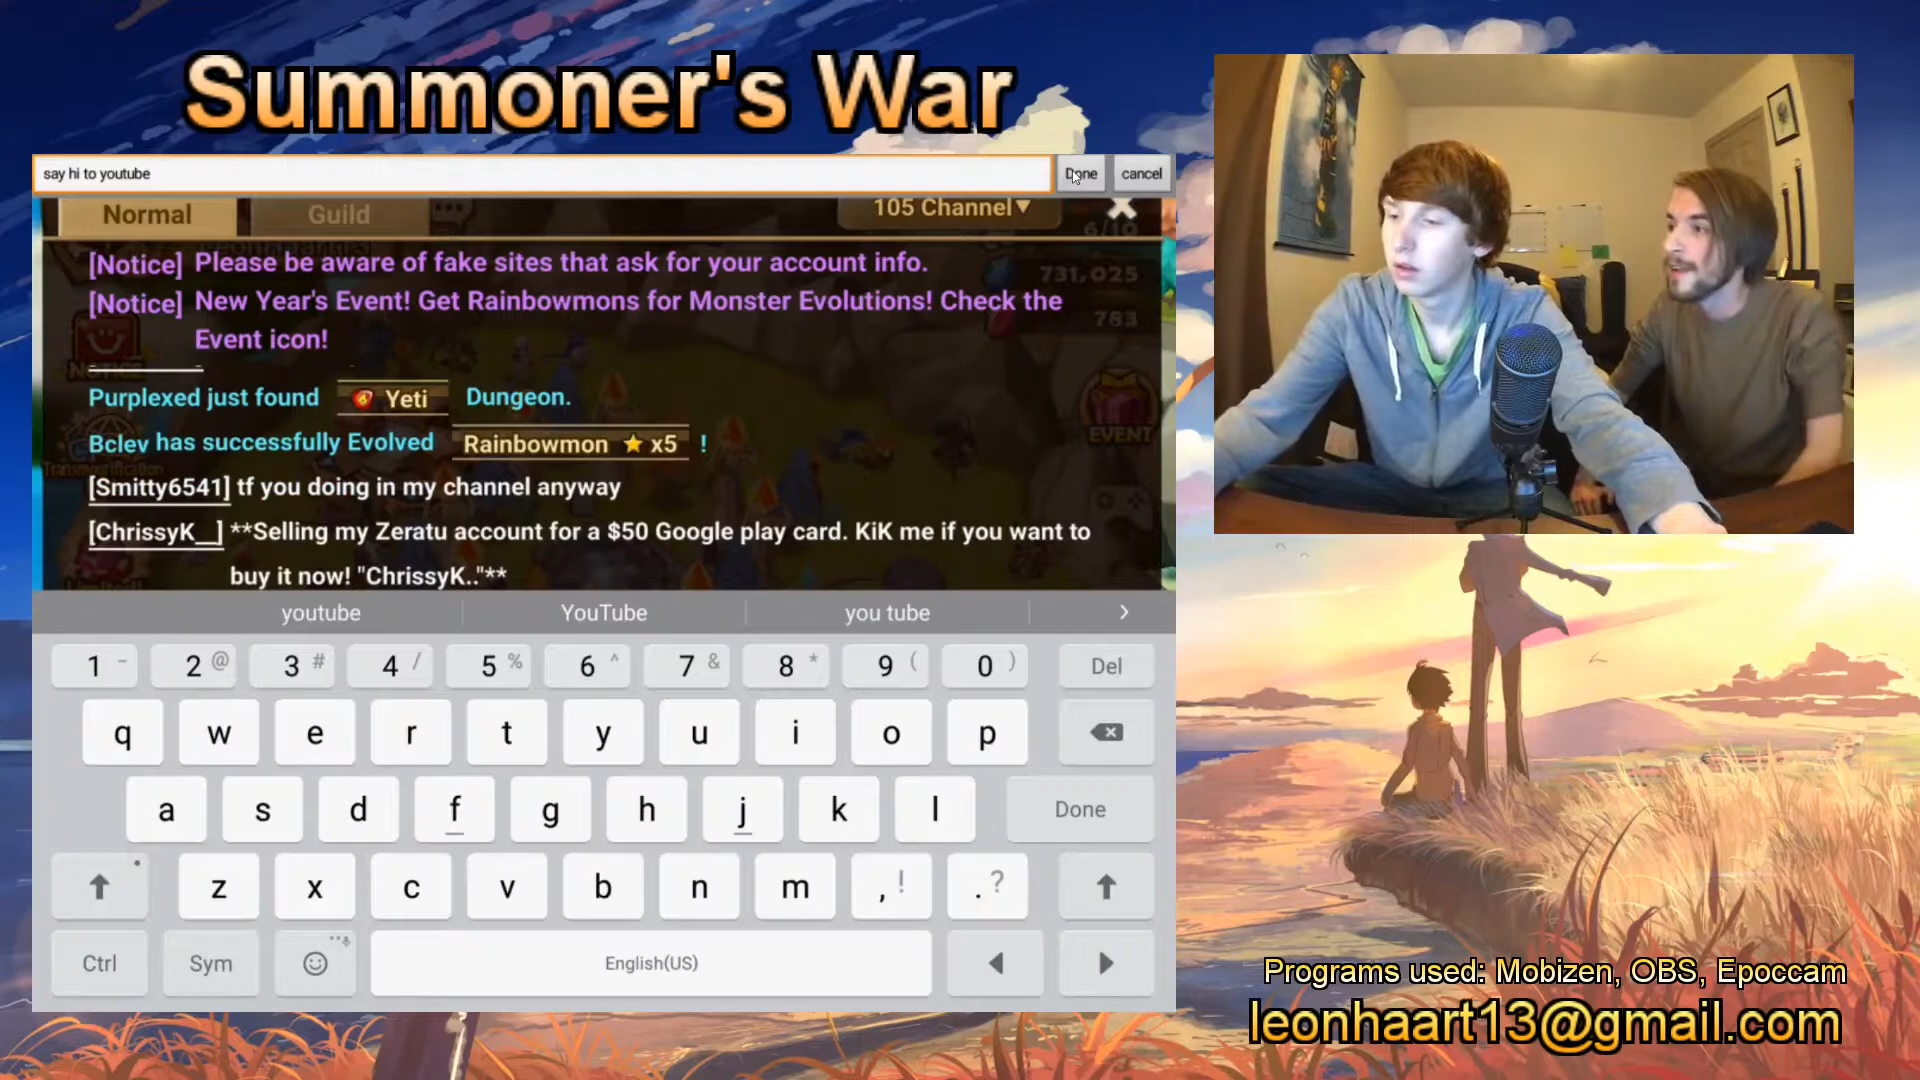 Summoner's War
say hi to youtube
Done
cancel
Normal
Guild
105 Channel▼
[Notice] Please be aware of fake sites that ask for your account info.
731,025
[Notice] New Year's Event! Get Rainbowmons for Monster Evolutions! Check the
783
Event icon!
Purplexed just found Yeti Dungeon.
EVENT
Bclev has successfully Evolved Rainbowmon ★ x5 !
[Smitty6541] tf you doing in my channel anyway
[ChrissyK__] **Selling my Zeratu account for a $50 Google play card. KiK me if you want to
buy it now! "ChrissyK.."**
youtube YouTube you tube >
1 - 2 @ 3 # 4 / 5 % 6 ^ 7 & 8 * 9 ( 0 ) Del
q w e r t y u i o p
a s d f g h j k l Done
z x c v b n m , ! . ?
Ctrl Sym English(US)
Programs used: Mobizen, OBS, Epoccam
leonhaart13@gmail.com